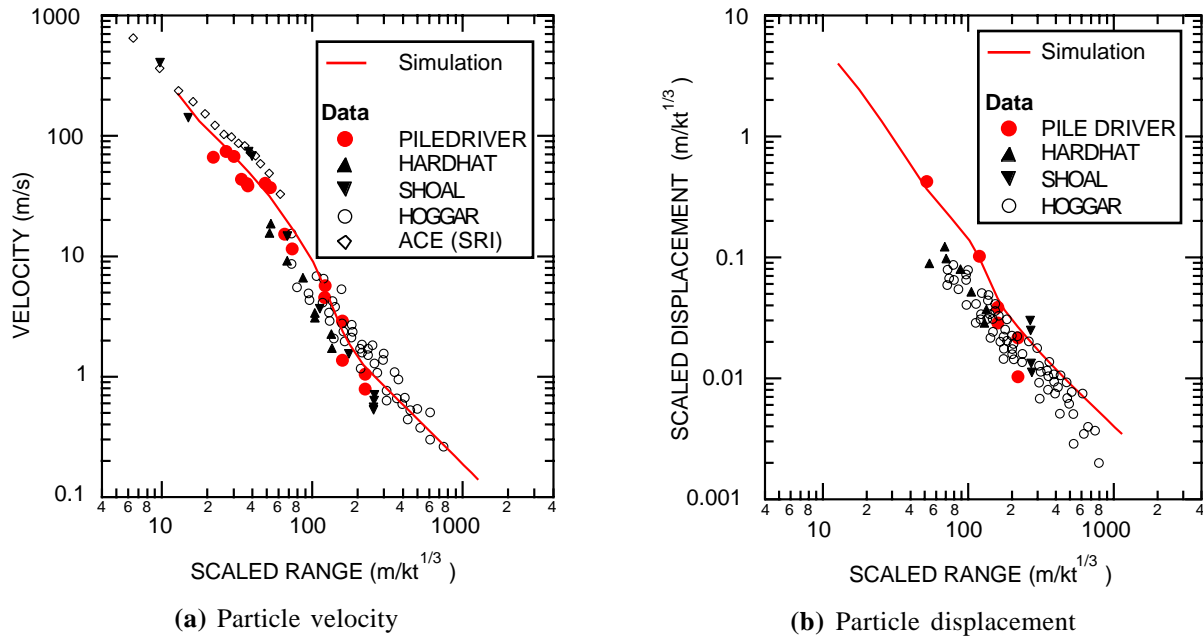 1000
100
10
1
0.1
VELOCITY (m/s)
Simulation
Data
PILEDRIVER
HARDHAT
SHOAL
HOGGAR
ACE (SRI)
4 6 8 2 4 6 8 2 4 6 8 2 4
10 100 1000
SCALED RANGE (m/kt^1/3)
(a) Particle velocity
10
1
0.1
0.01
0.001
SCALED DISPLACEMENT (m/kt^1/3)
Simulation
Data
PILE DRIVER
HARDHAT
SHOAL
HOGGAR
4 6 8 2 4 6 8 2 4 6 8 2 4
10 100 1000
SCALED RANGE (m/kt^1/3)
(b) Particle displacement